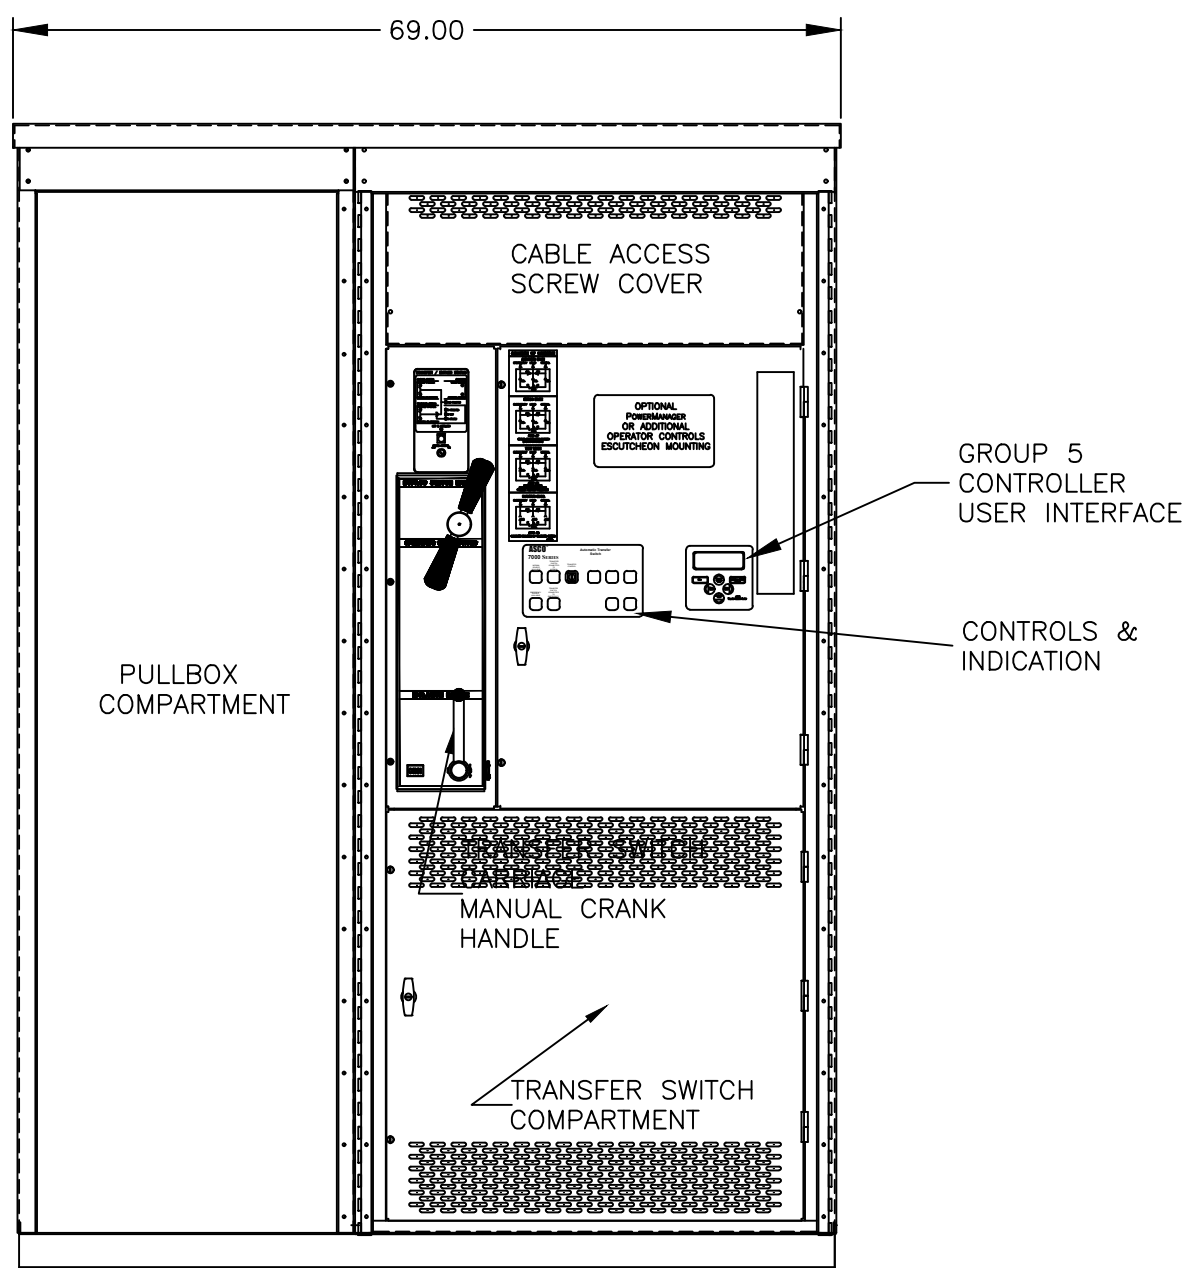 69.00
CABLE ACCESS
SCREW COVER
OPTIONAL
POWERMANAGER
OR ADDITIONAL
OPERATOR CONTROLS
ESCUTCHEON MOUNTING
GROUP 5
CONTROLLER
USER INTERFACE
ASCO
7000 SERIES
Automatic Transfer
Switch
CONTROLS &
INDICATION
PULLBOX
COMPARTMENT
TRANSFER SWITCH
CARRIAGE
MANUAL CRANK
HANDLE
TRANSFER SWITCH
COMPARTMENT